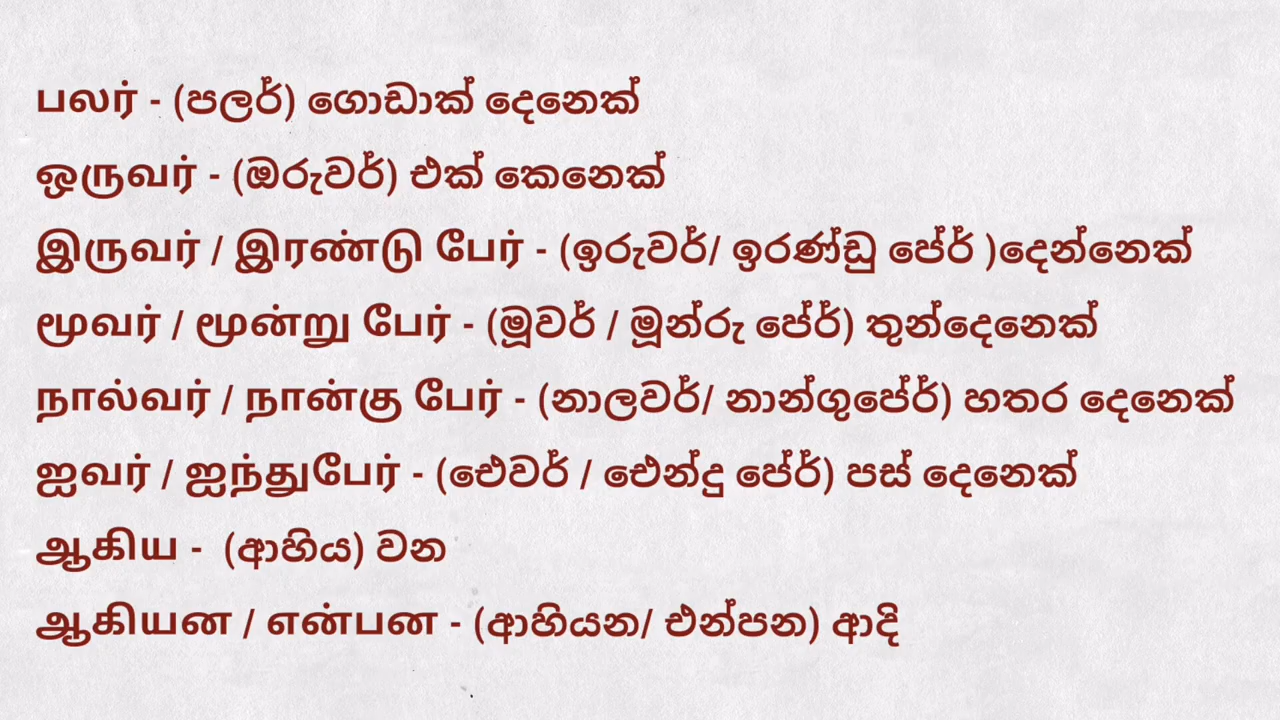 பலர் - (පලර්) ගොඩාක් දෙනෙක්
ஒருவர் - (ඔරුවර්) එක් කෙනෙක්
இருவர் / இரண்டு பேர் - (ඉරුවර්/ ඉරණ්ඩු පේර් )දෙන්නෙක්
மூவர் / மூன்று பேர் - (මූවර් / මූන්රු පේර්) තුන්දෙනෙක්
நால்வர் / நான்கு பேர் - (නාලවර්/ නාන්ගුපේර්) හතර දෙනෙක්
ஐவர் / ஐந்துபேர் - (ඓවර් / ඓන්දු පේර්) පස් දෙනෙක්
ஆகிய - (ආහිය) වන
ஆகியன / என்பன - (ආහියන/ එන්පන) ආදි